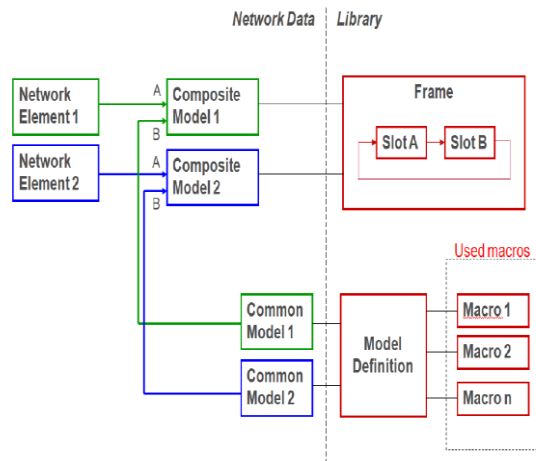 Network Data
Library
Network
Element 1
A
B
Composite
Model 1
Frame
Slot A
Slot B
Network
Element 2
A
B
Composite
Model 2
Used macros
Common
Model 1
Common
Model 2
Model
Definition
Macro 1
Macro 2
Macro n